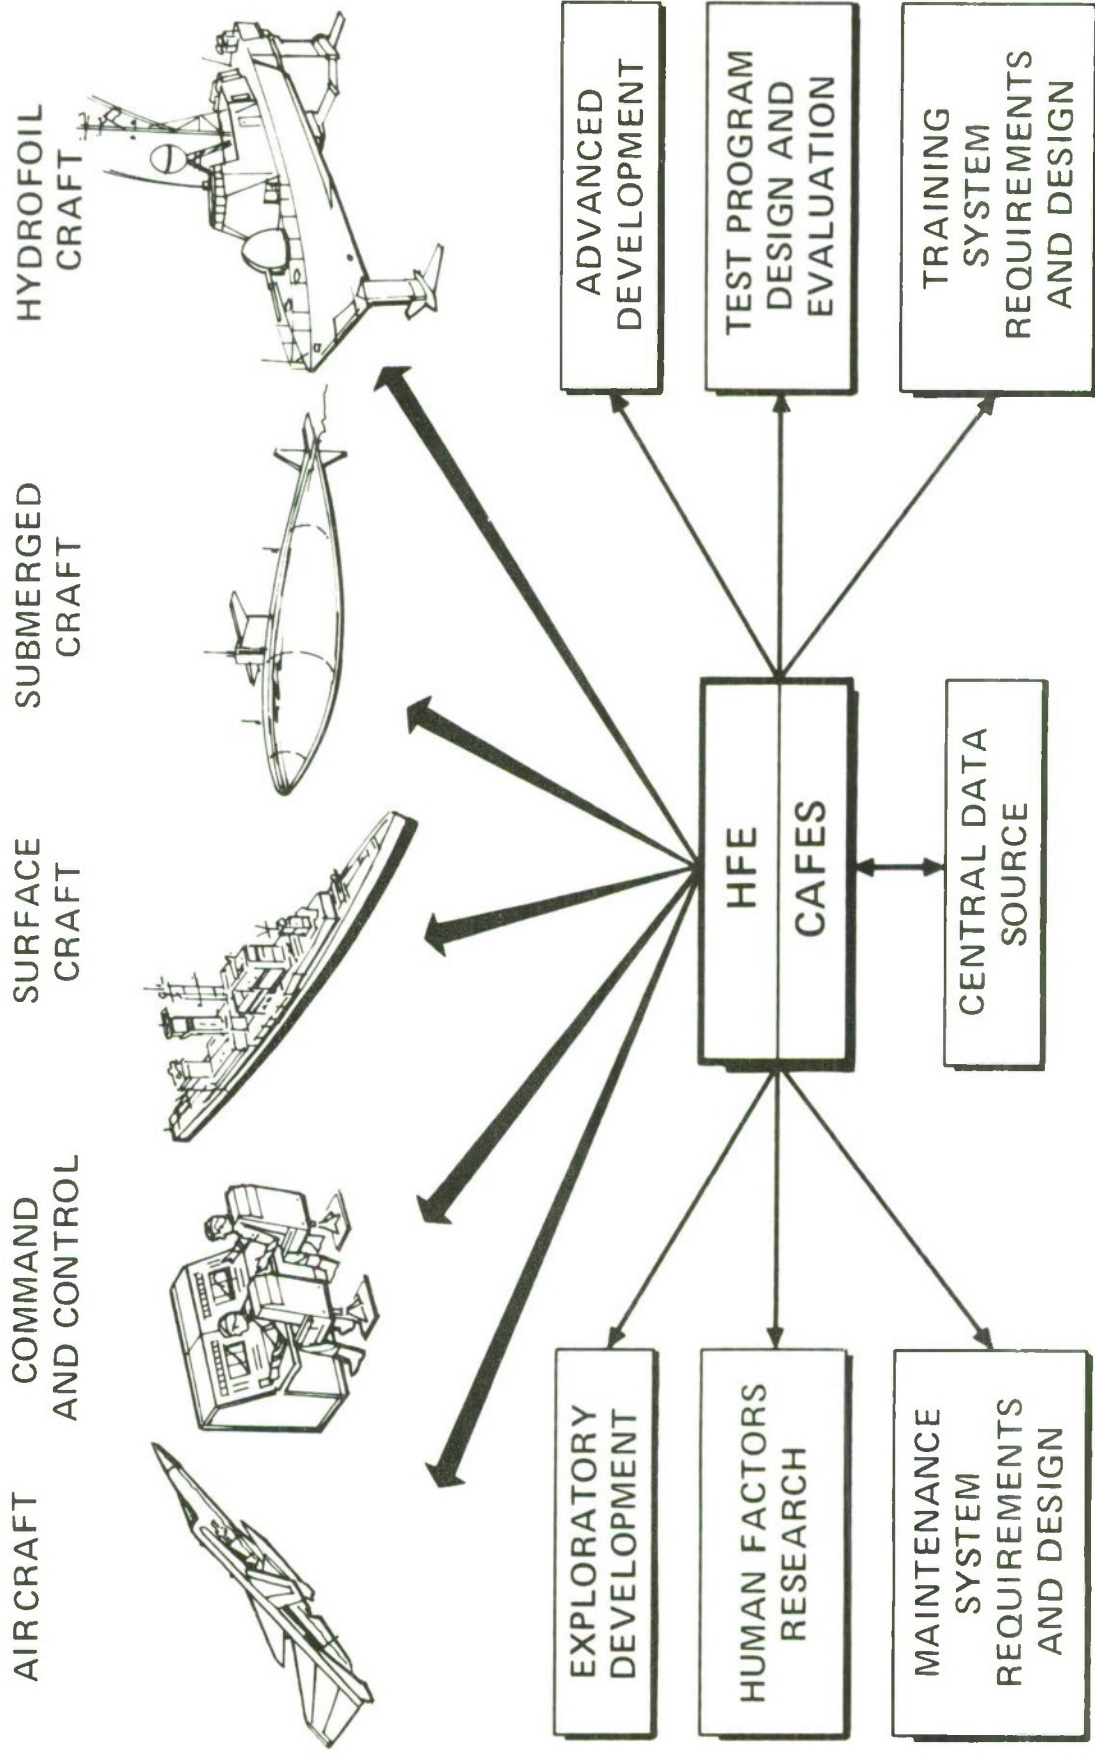 AIRCRAFT
COMMAND
AND CONTROL
SURFACE
CRAFT
SUBMERGED
CRAFT
HYDROFOIL
CRAFT
EXPLORATORY
DEVELOPMENT
HUMAN FACTORS
RESEARCH
MAINTENANCE
SYSTEM
REQUIREMENTS
AND DESIGN
HFE
CAFES
CENTRAL DATA
SOURCE
ADVANCED
DEVELOPMENT
TEST PROGRAM
DESIGN AND
EVALUATION
TRAINING
SYSTEM
REQUIREMENTS
AND DESIGN